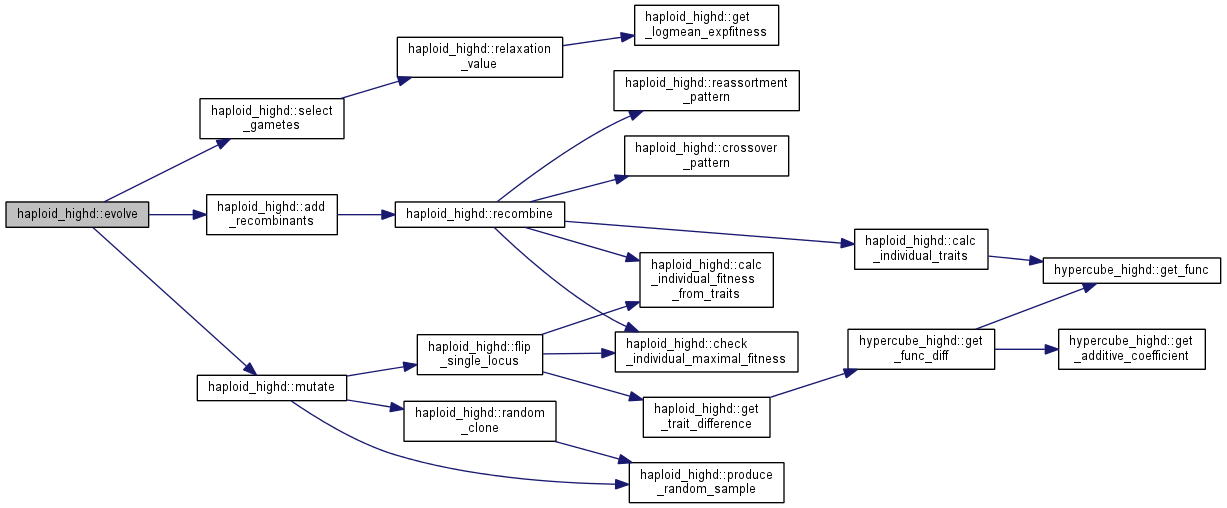 haploid_highd::evolve
haploid_highd::select
_gametes
haploid_highd::relaxation
_value
haploid_highd::get
_logmean_expfitness
haploid_highd::add
_recombinants
haploid_highd::recombine
haploid_highd::reassortment
_pattern
haploid_highd::crossover
_pattern
haploid_highd::calc
_individual_traits
hypercube_highd::get_func
haploid_highd::calc
_individual_fitness
_from_traits
haploid_highd::check
_individual_maximal_fitness
haploid_highd::mutate
haploid_highd::flip
_single_locus
haploid_highd::get
_trait_difference
hypercube_highd::get
_func_diff
hypercube_highd::get
_additive_coefficient
haploid_highd::random
_clone
haploid_highd::produce
_random_sample